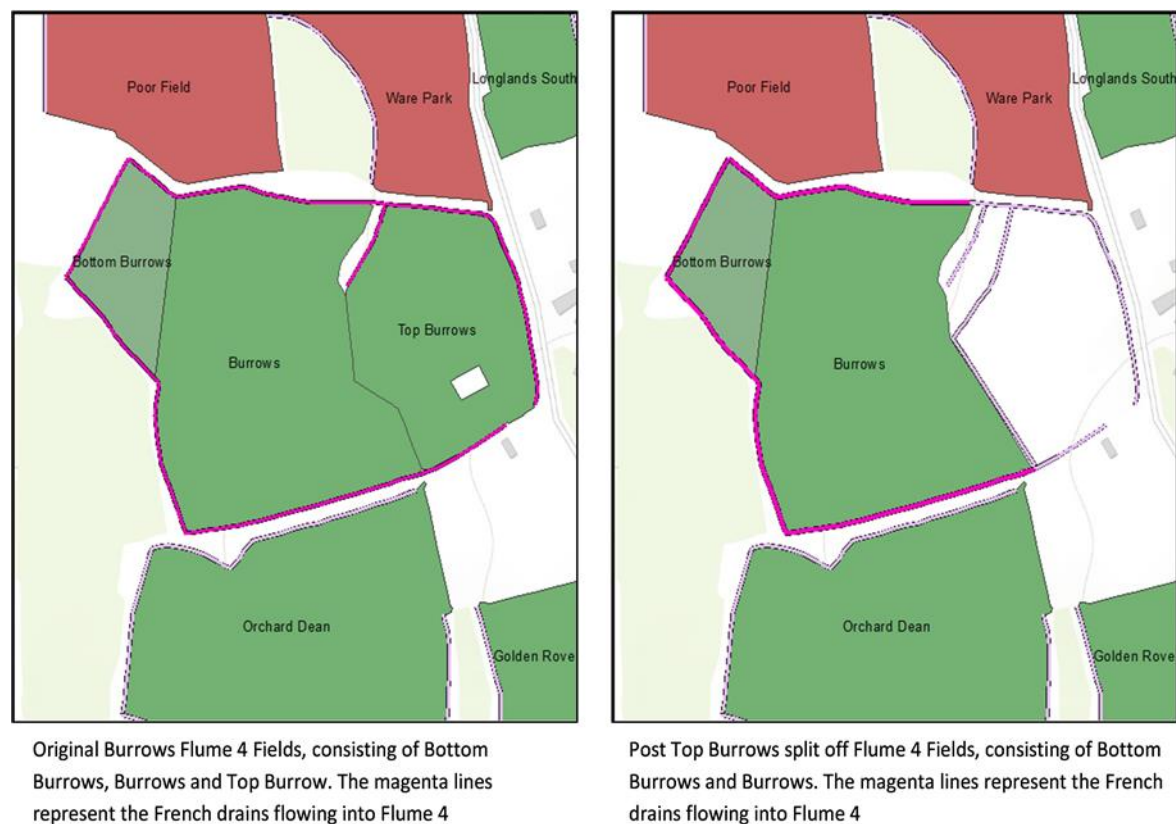 Poor Field
Ware Park
Longlands South
Bottom Burrows
Burrows
Top Burrows
Orchard Dean
Golden Rove
Original Burrows Flume 4 Fields, consisting of Bottom
Burrows, Burrows and Top Burrow. The magenta lines
represent the French drains flowing into Flume 4
Poor Field
Ware Park
Longlands South
Bottom Burrows
Burrows
Orchard Dean
Golden Rove
Post Top Burrows split off Flume 4 Fields, consisting of Bottom
Burrows and Burrows. The magenta lines represent the French
drains flowing into Flume 4